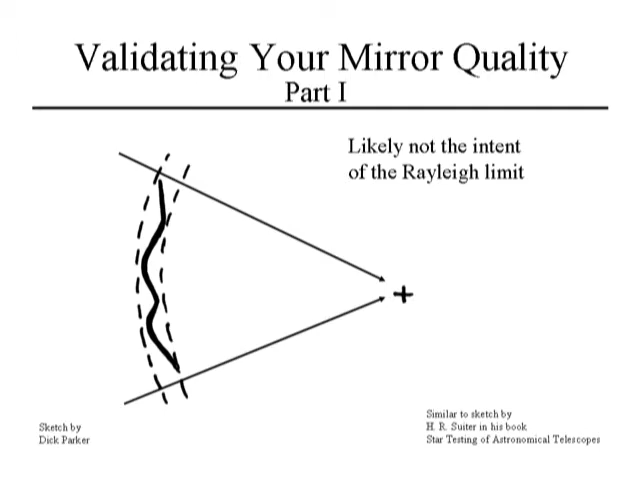 Validating Your Mirror Quality
Part I
Likely not the intent
of the Rayleigh limit
Sketch by
Dick Parker
Similar to sketch by
H. R. Suiter in his book
Star Testing of Astronomical Telescopes